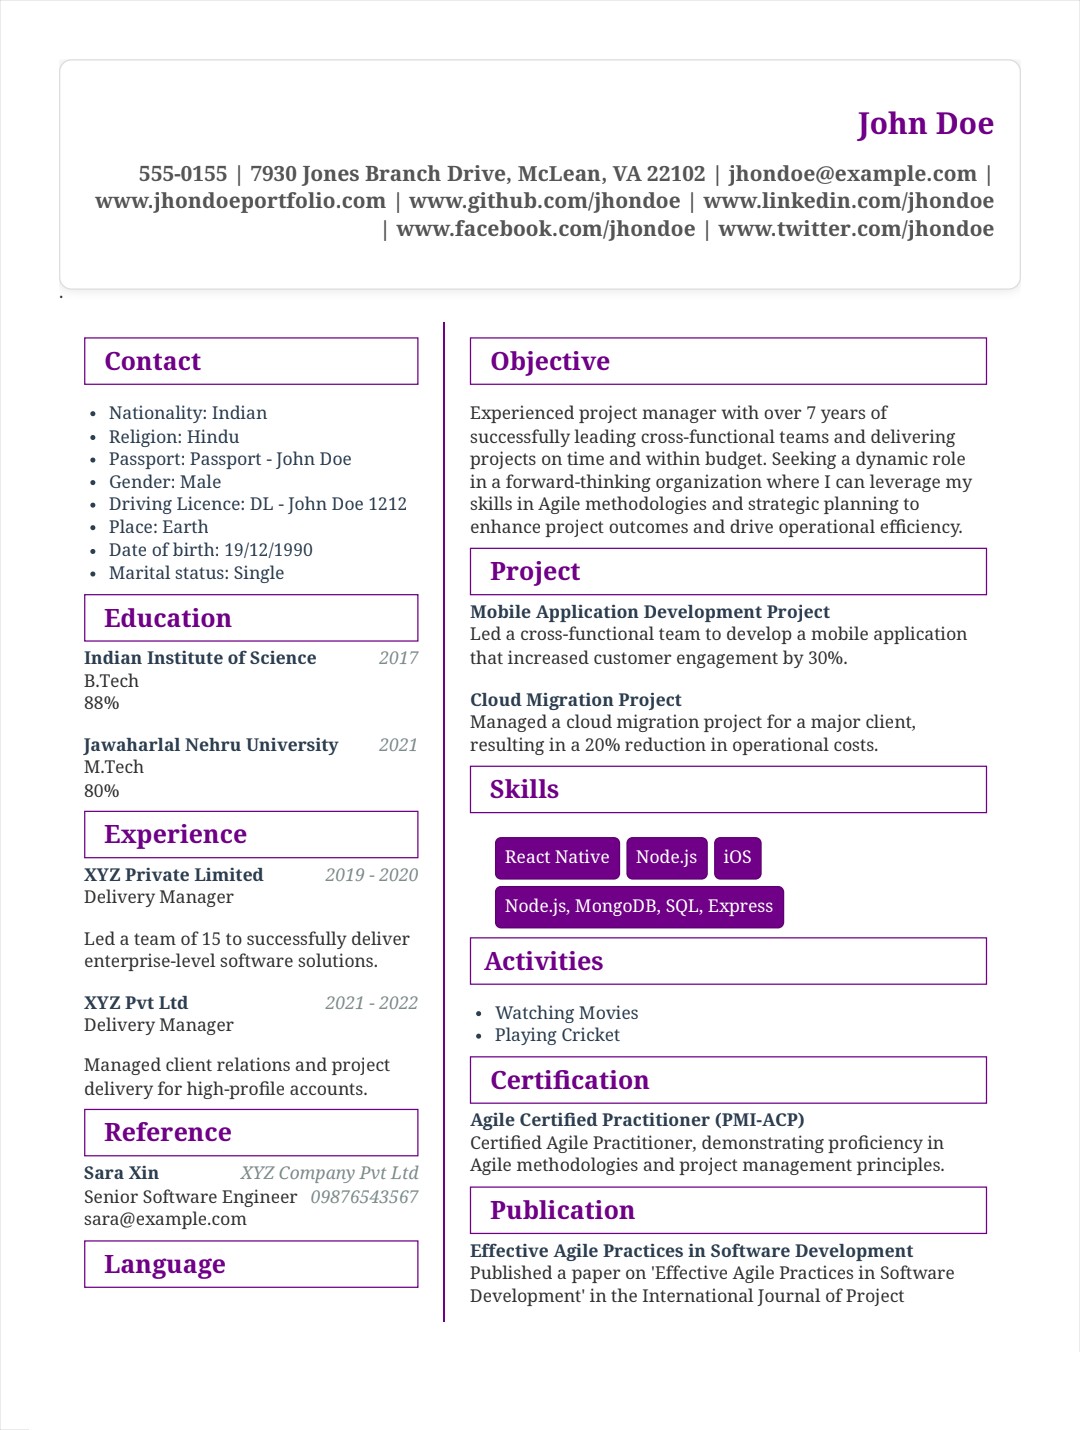 John Doe
555-0155 | 7930 Jones Branch Drive, McLean, VA 22102 | jhondoe@example.com |
www.jhondoeportfolio.com | www.github.com/jhondoe | www.linkedin.com/jhondoe
| www.facebook.com/jhondoe | www.twitter.com/jhondoe
.
Contact
• Nationality: Indian
• Religion: Hindu
• Passport: Passport - John Doe
• Gender: Male
• Driving Licence: DL - John Doe 1212
• Place: Earth
• Date of birth: 19/12/1990
• Marital status: Single
Education
Indian Institute of Science 2017
B.Tech
88%
Jawaharlal Nehru University 2021
M.Tech
80%
Experience
XYZ Private Limited 2019 - 2020
Delivery Manager
Led a team of 15 to successfully deliver
enterprise-level software solutions.
XYZ Pvt Ltd 2021 - 2022
Delivery Manager
Managed client relations and project
delivery for high-profile accounts.
Reference
Sara Xin XYZ Company Pvt Ltd
Senior Software Engineer 09876543567
sara@example.com
Language
Objective
Experienced project manager with over 7 years of
successfully leading cross-functional teams and delivering
projects on time and within budget. Seeking a dynamic role
in a forward-thinking organization where I can leverage my
skills in Agile methodologies and strategic planning to
enhance project outcomes and drive operational efficiency.
Project
Mobile Application Development Project
Led a cross-functional team to develop a mobile application
that increased customer engagement by 30%.
Cloud Migration Project
Managed a cloud migration project for a major client,
resulting in a 20% reduction in operational costs.
Skills
React Native Node.js iOS
Node.js, MongoDB, SQL, Express
Activities
• Watching Movies
• Playing Cricket
Certification
Agile Certified Practitioner (PMI-ACP)
Certified Agile Practitioner, demonstrating proficiency in
Agile methodologies and project management principles.
Publication
Effective Agile Practices in Software Development
Published a paper on 'Effective Agile Practices in Software
Development' in the International Journal of Project